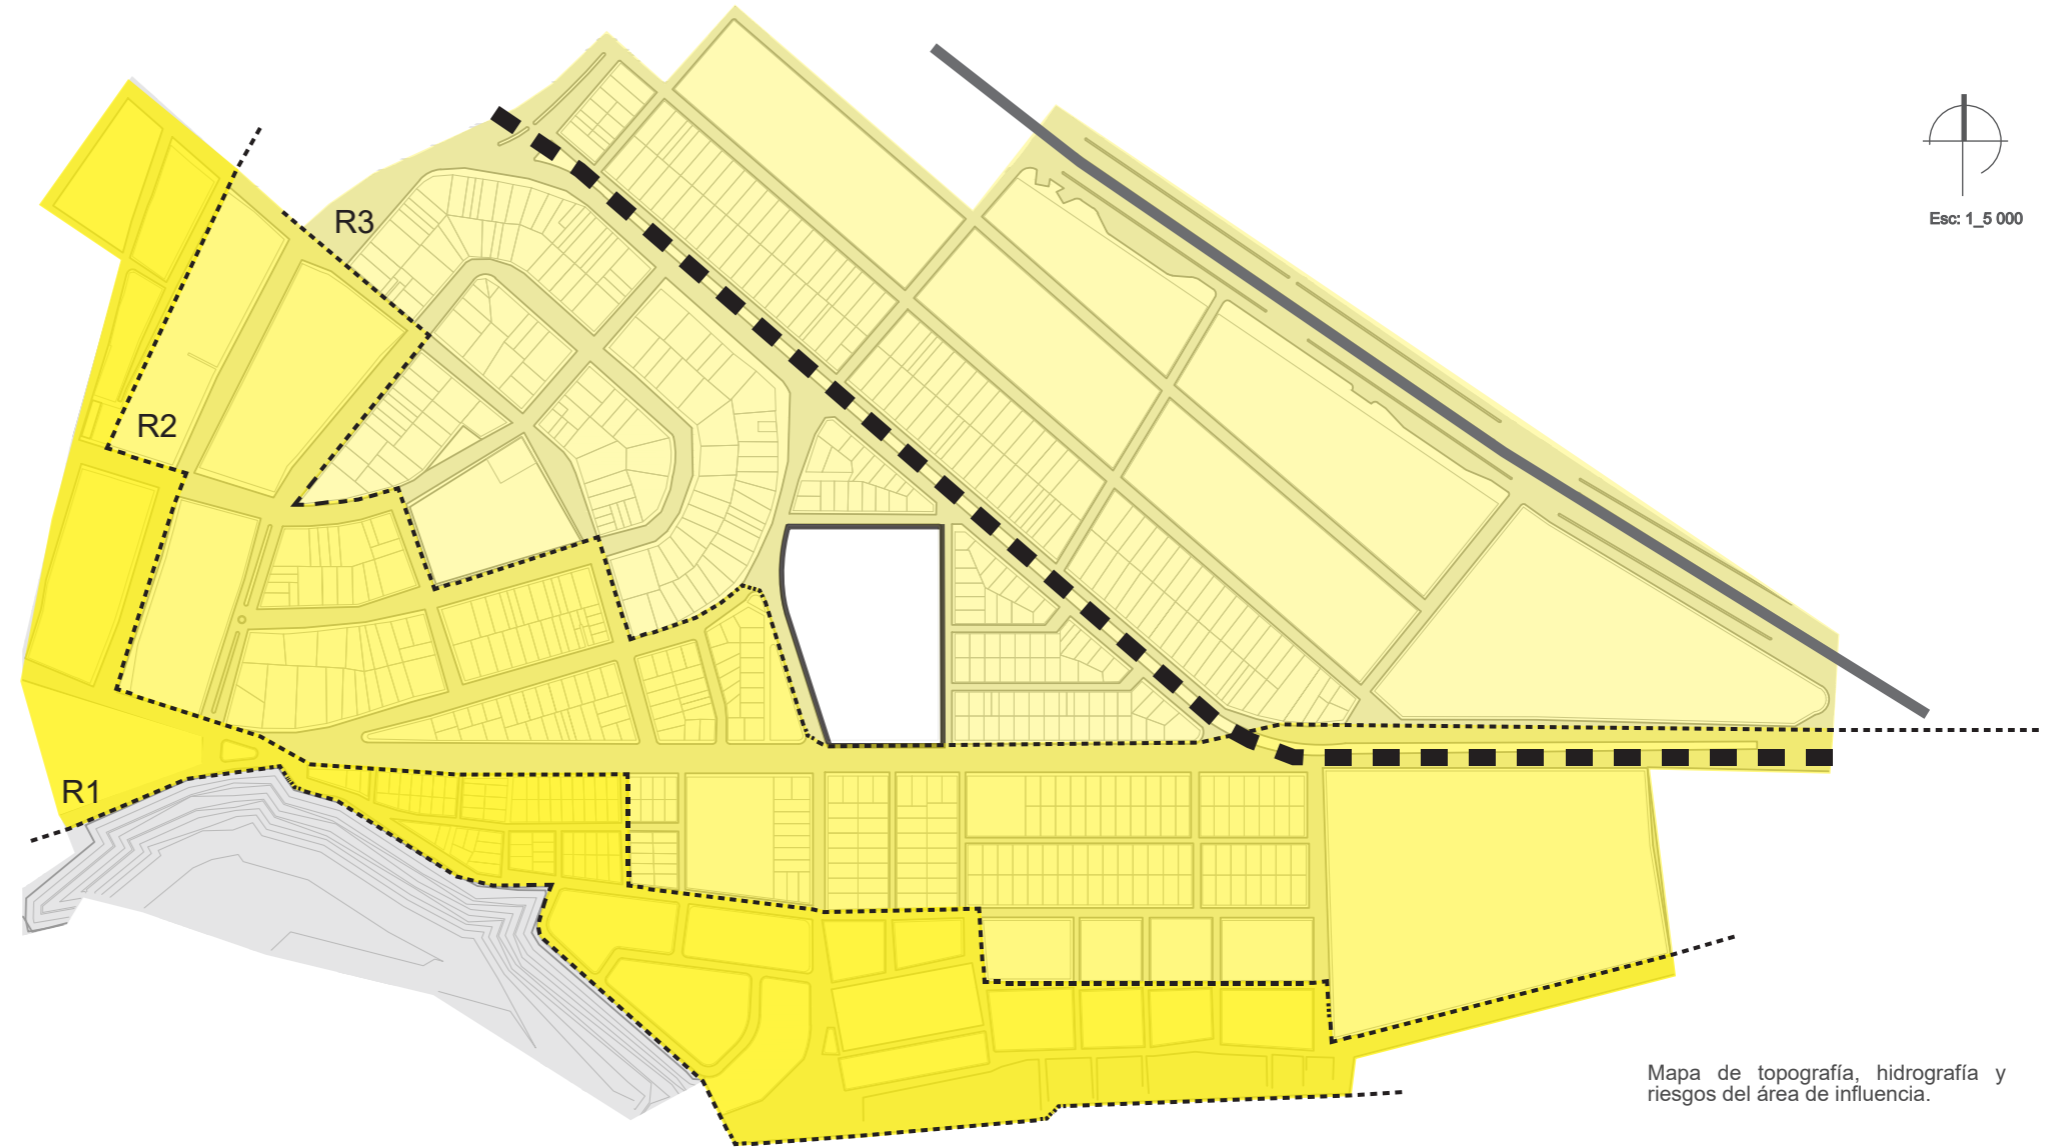 R3
Esc: 1_5 000
R2
R1
Mapa de topografía, hidrografía y
riesgos del área de influencia.